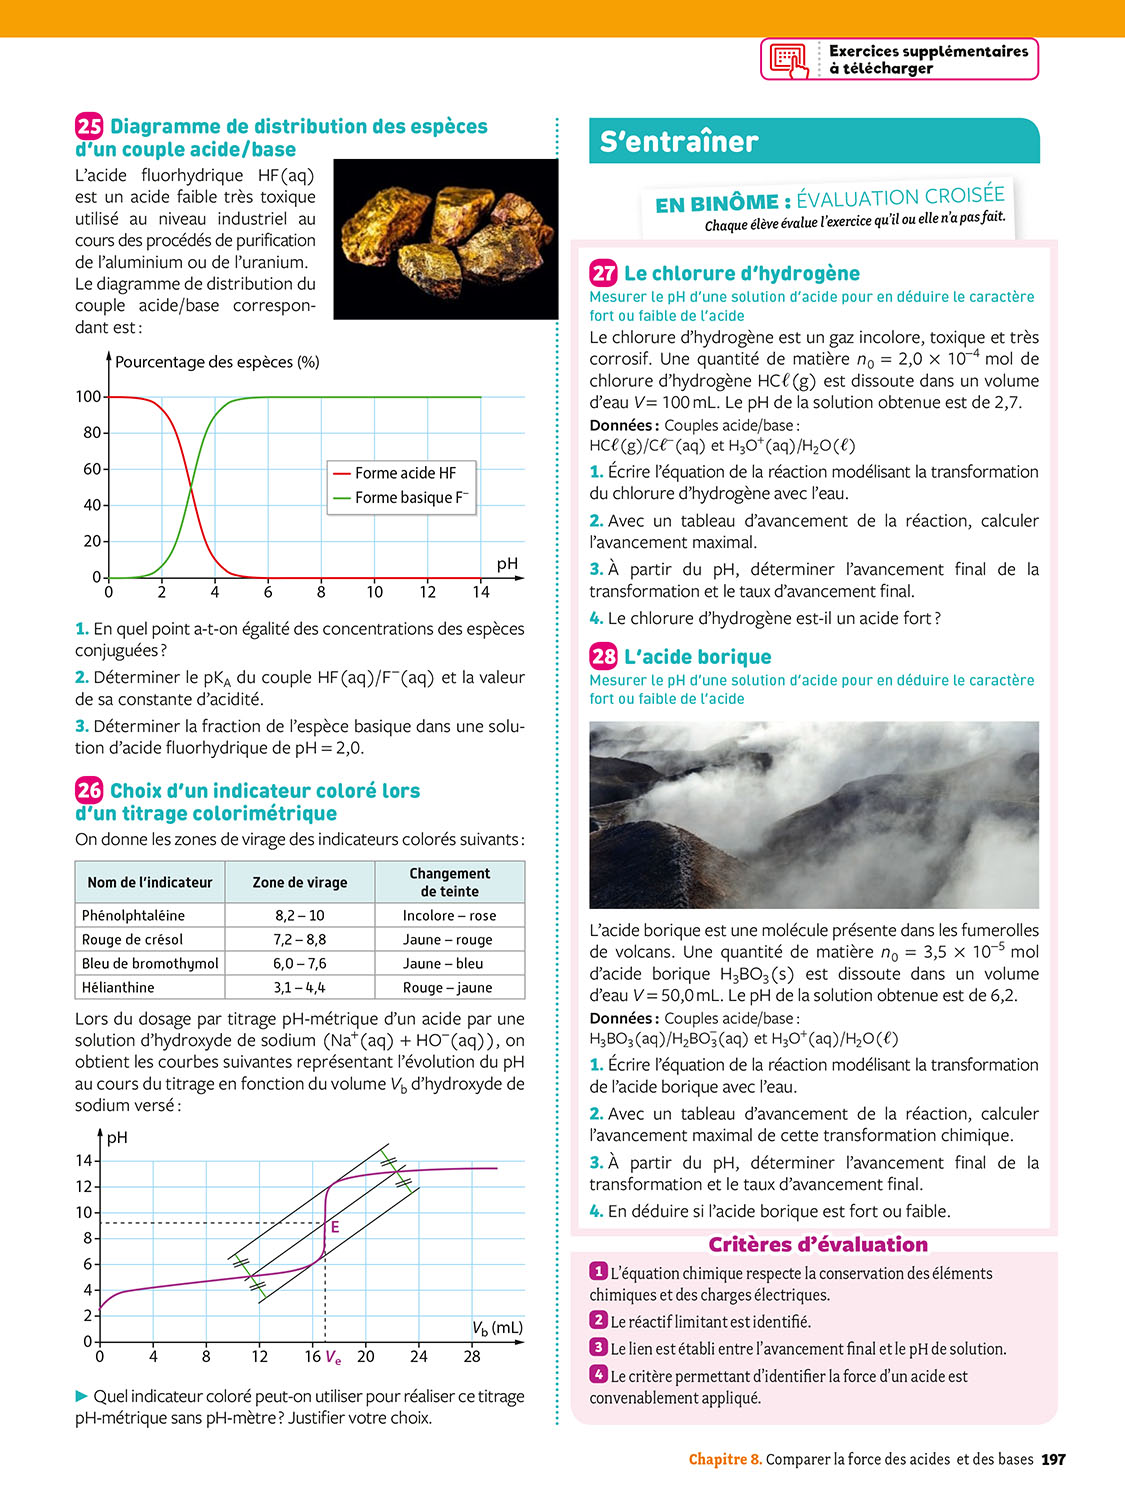 Exercices supplémentaires
à télécharger
25 Diagramme de distribution des espèces
d'un couple acide/base
L'acide fluorhydrique HF(aq)
est un acide faible très toxique
utilisé au niveau industriel au
cours des procédés de purification
de l'aluminium ou de l'uranium.
Le diagramme de distribution du
couple acide/base correspon-
dant est :
Pourcentage des espèces (%)
100
80
60
40
20
0
Forme acide HF
Forme basique F⁻
pH
0 2 4 6 8 10 12 14
1. En quel point a-t-on égalité des concentrations des espèces
conjuguées ?
2. Déterminer le pKA du couple HF(aq)/F⁻(aq) et la valeur
de sa constante d'acidité.
3. Déterminer la fraction de l'espèce basique dans une solu-
tion d'acide fluorhydrique de pH = 2,0.
26 Choix d'un indicateur coloré lors
d'un titrage colorimétrique
On donne les zones de virage des indicateurs colorés suivants :
Nom de l'indicateur Zone de virage Changement
de teinte
Phénolphtaléine 8,2 – 10 Incolore – rose
Rouge de crésol 7,2 – 8,8 Jaune – rouge
Bleu de bromothymol 6,0 – 7,6 Jaune – bleu
Hélianthine 3,1 – 4,4 Rouge – jaune
Lors du dosage par titrage pH-métrique d'un acide par une
solution d'hydroxyde de sodium (Na⁺(aq) + HO⁻(aq)), on
obtient les courbes suivantes représentant l'évolution du pH
au cours du titrage en fonction du volume Vb d'hydroxyde de
sodium versé :
pH
14
12
10
8
6
4
2
0
E
Vb (mL)
0 4 8 12 16 Ve 20 24 28
► Quel indicateur coloré peut-on utiliser pour réaliser ce titrage
pH-métrique sans pH-mètre ? Justifier votre choix.
S'entraîner
EN BINÔME : ÉVALUATION CROISÉE
Chaque élève évalue l'exercice qu'il ou elle n'a pas fait.
27 Le chlorure d'hydrogène
Mesurer le pH d'une solution d'acide pour en déduire le caractère
fort ou faible de l'acide
Le chlorure d'hydrogène est un gaz incolore, toxique et très
corrosif. Une quantité de matière n₀ = 2,0 × 10⁻⁴ mol de
chlorure d'hydrogène HCℓ(g) est dissoute dans un volume
d'eau V = 100 mL. Le pH de la solution obtenue est de 2,7.
Données : Couples acide/base :
HCℓ(g)/Cℓ⁻(aq) et H₃O⁺(aq)/H₂O(ℓ)
1. Écrire l'équation de la réaction modélisant la transformation
du chlorure d'hydrogène avec l'eau.
2. Avec un tableau d'avancement de la réaction, calculer
l'avancement maximal.
3. À partir du pH, déterminer l'avancement final de la
transformation et le taux d'avancement final.
4. Le chlorure d'hydrogène est-il un acide fort ?
28 L'acide borique
Mesurer le pH d'une solution d'acide pour en déduire le caractère
fort ou faible de l'acide
L'acide borique est une molécule présente dans les fumerolles
de volcans. Une quantité de matière n₀ = 3,5 × 10⁻⁵ mol
d'acide borique H₃BO₃(s) est dissoute dans un volume
d'eau V = 50,0 mL. Le pH de la solution obtenue est de 6,2.
Données : Couples acide/base :
H₃BO₃(aq)/H₂BO₃⁻(aq) et H₃O⁺(aq)/H₂O(ℓ)
1. Écrire l'équation de la réaction modélisant la transformation
de l'acide borique avec l'eau.
2. Avec un tableau d'avancement de la réaction, calculer
l'avancement maximal de cette transformation chimique.
3. À partir du pH, déterminer l'avancement final de la
transformation et le taux d'avancement final.
4. En déduire si l'acide borique est fort ou faible.
Critères d'évaluation
1 L'équation chimique respecte la conservation des éléments
chimiques et des charges électriques.
2 Le réactif limitant est identifié.
3 Le lien est établi entre l'avancement final et le pH de solution.
4 Le critère permettant d'identifier la force d'un acide est
convenablement appliqué.
Chapitre 8. Comparer la force des acides et des bases 197